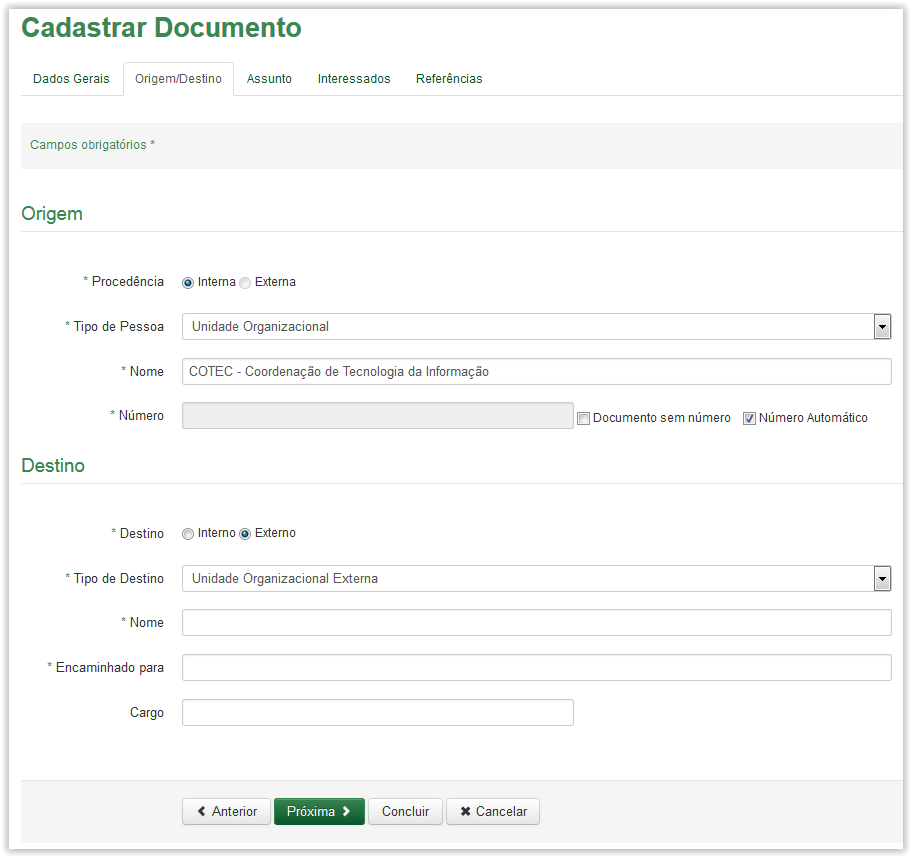 Cadastrar Documento
Dados Gerais Origem/Destino Assunto Interessados Referências
Campos obrigatórios *
Origem
* Procedência Interna Externa
* Tipo de Pessoa Unidade Organizacional
* Nome COTEC - Coordenação de Tecnologia da Informação
* Número Documento sem número Número Automático
Destino
* Destino Interno Externo
* Tipo de Destino Unidade Organizacional Externa
* Nome
* Encaminhado para
Cargo
Anterior Próxima Concluir Cancelar